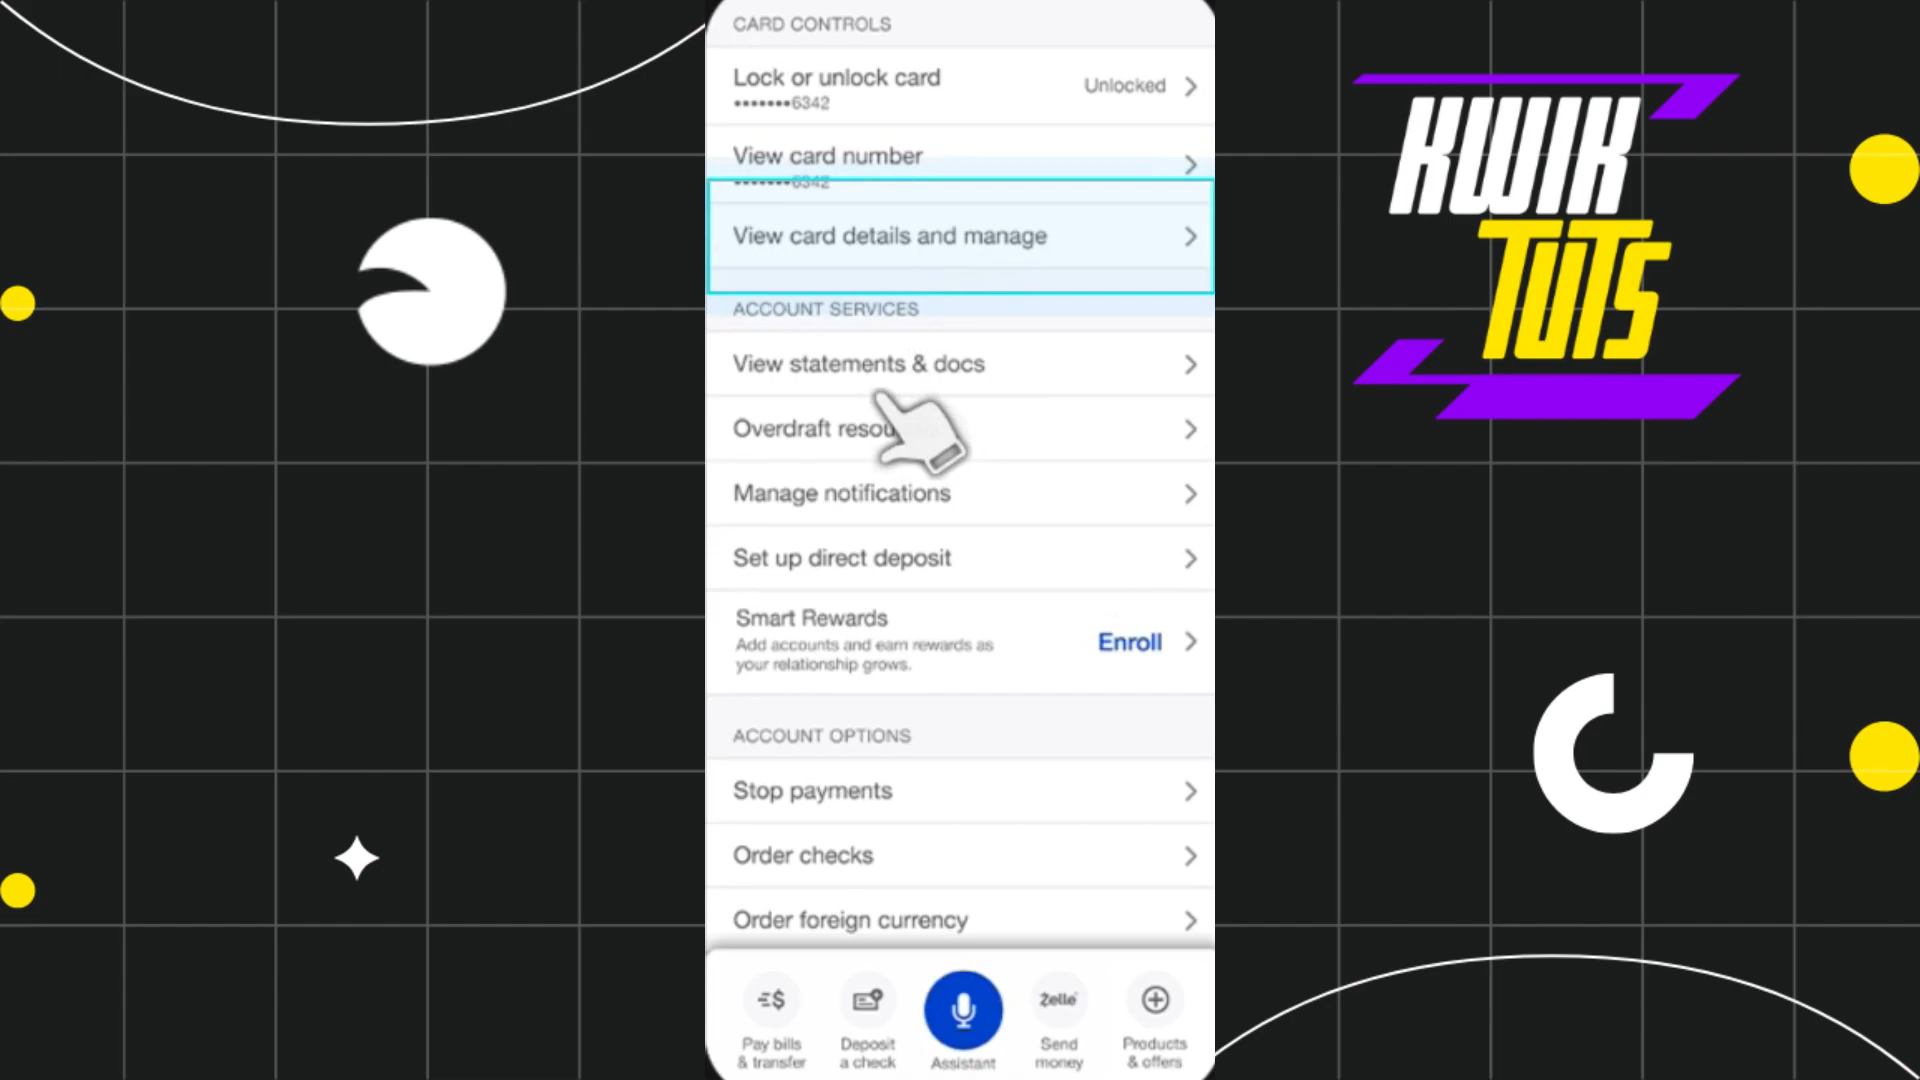 CARD CONTROLS
Lock or unlock card
•••••••6342
Unlocked
View card number
•••••••6342
View card details and manage
ACCOUNT SERVICES
View statements & docs
Overdraft resou
Manage notifications
Set up direct deposit
Smart Rewards
Add accounts and earn rewards as
your relationship grows.
Enroll
ACCOUNT OPTIONS
Stop payments
Order checks
Order foreign currency
Zelle
Pay bills
& transfer
Deposit
a check
Assistant
Send
money
Products
& offers
KWIK
TUTS